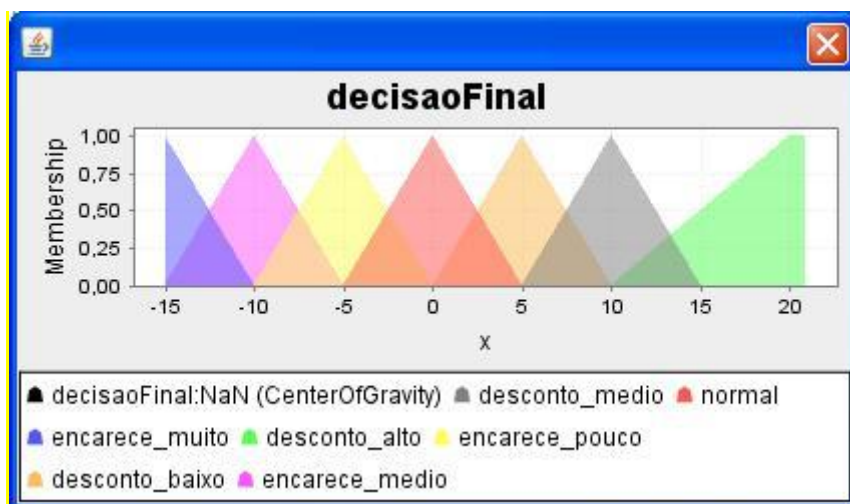 decisaoFinal
Membership
1,00
0,75
0,50
0,25
0,00
-15 -10 -5 0 5 10 15 20
x
decisaoFinal:NaN (CenterOfGravity) desconto_medio normal
encarece_muito desconto_alto encarece_pouco
desconto_baixo encarece_medio